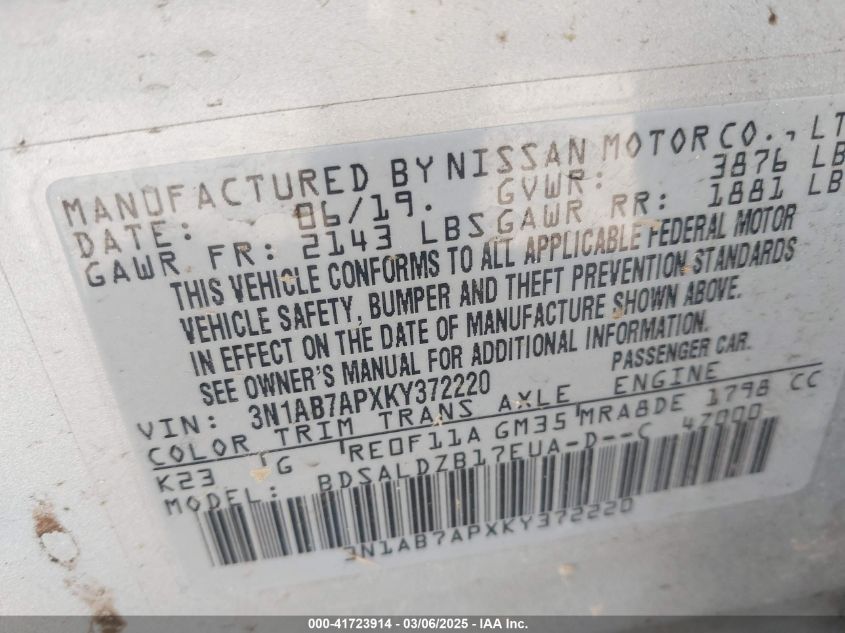 MANUFACTURED BY NISSAN MOTOR CO., LT
DATE: 06/19. GVWR: 3876 LB
GAWR FR: 2143 LBS GAWR RR: 1881 LB
THIS VEHICLE CONFORMS TO ALL APPLICABLE FEDERAL MOTOR
VEHICLE SAFETY, BUMPER AND THEFT PREVENTION STANDARDS
IN EFFECT ON THE DATE OF MANUFACTURE SHOWN ABOVE.
SEE OWNER'S MANUAL FOR ADDITIONAL INFORMATION.
VIN: 3N1AB7APXKY372220 PASSENGER CAR.
COLOR TRIM TRANS AXLE ENGINE
K23 G RE0F11A GM35 MRA8DE 1798 CC
MODEL: BDSALDZB17EUA-D--C 47000
3N1AB7APXKY372220
000-41723914 - 03/06/2025 - IAA Inc.